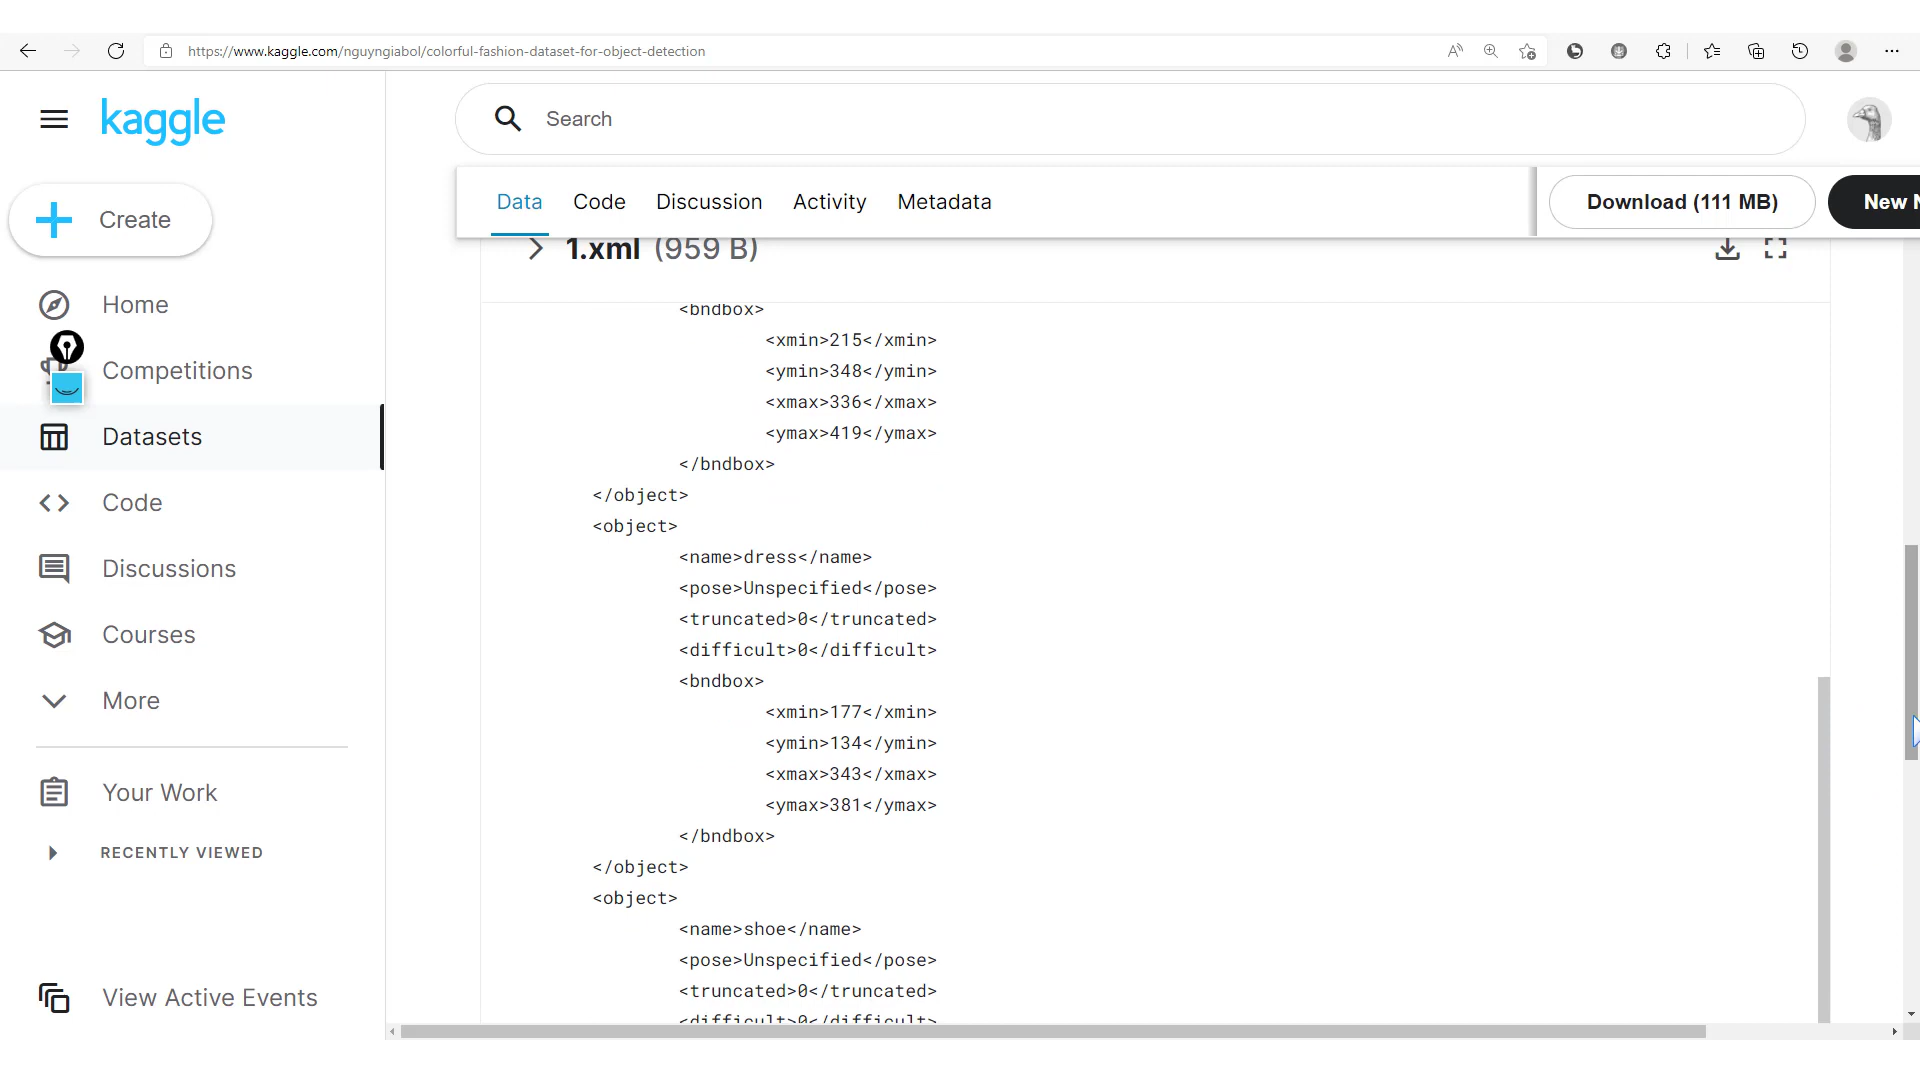 https://www.kaggle.com/nguyngiabol/colorful-fashion-dataset-for-object-detection
kaggle
Search
Create
Data Code Discussion Activity Metadata
Download (111 MB)
New N
1.xml (959 B)
Home
Competitions
Datasets
Code
Discussions
Courses
More
Your Work
RECENTLY VIEWED
View Active Events
<bndbox>
<xmin>215</xmin>
<ymin>348</ymin>
<xmax>336</xmax>
<ymax>419</ymax>
</bndbox>
</object>
<object>
<name>dress</name>
<pose>Unspecified</pose>
<truncated>0</truncated>
<difficult>0</difficult>
<bndbox>
<xmin>177</xmin>
<ymin>134</ymin>
<xmax>343</xmax>
<ymax>381</ymax>
</bndbox>
</object>
<object>
<name>shoe</name>
<pose>Unspecified</pose>
<truncated>0</truncated>
<difficult>0</difficult>